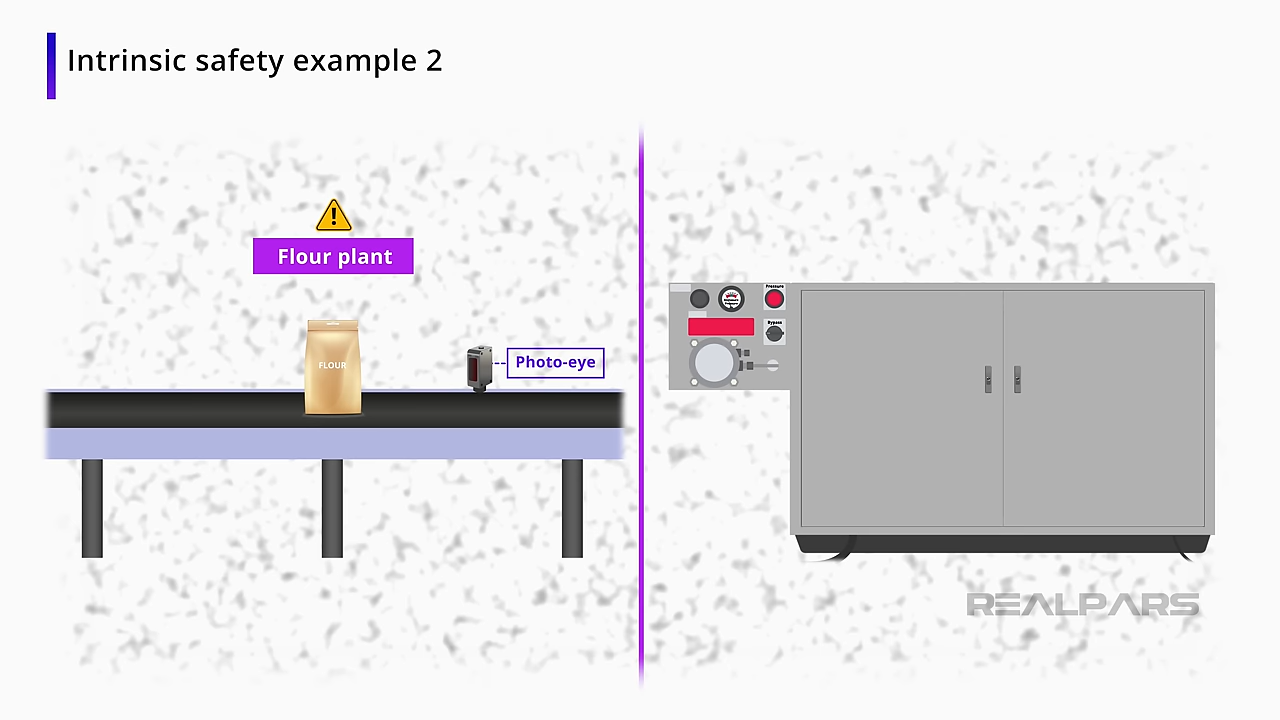 Intrinsic safety example 2
Flour plant
FLOUR
Photo-eye
Pressure
Bypass
REALPARS